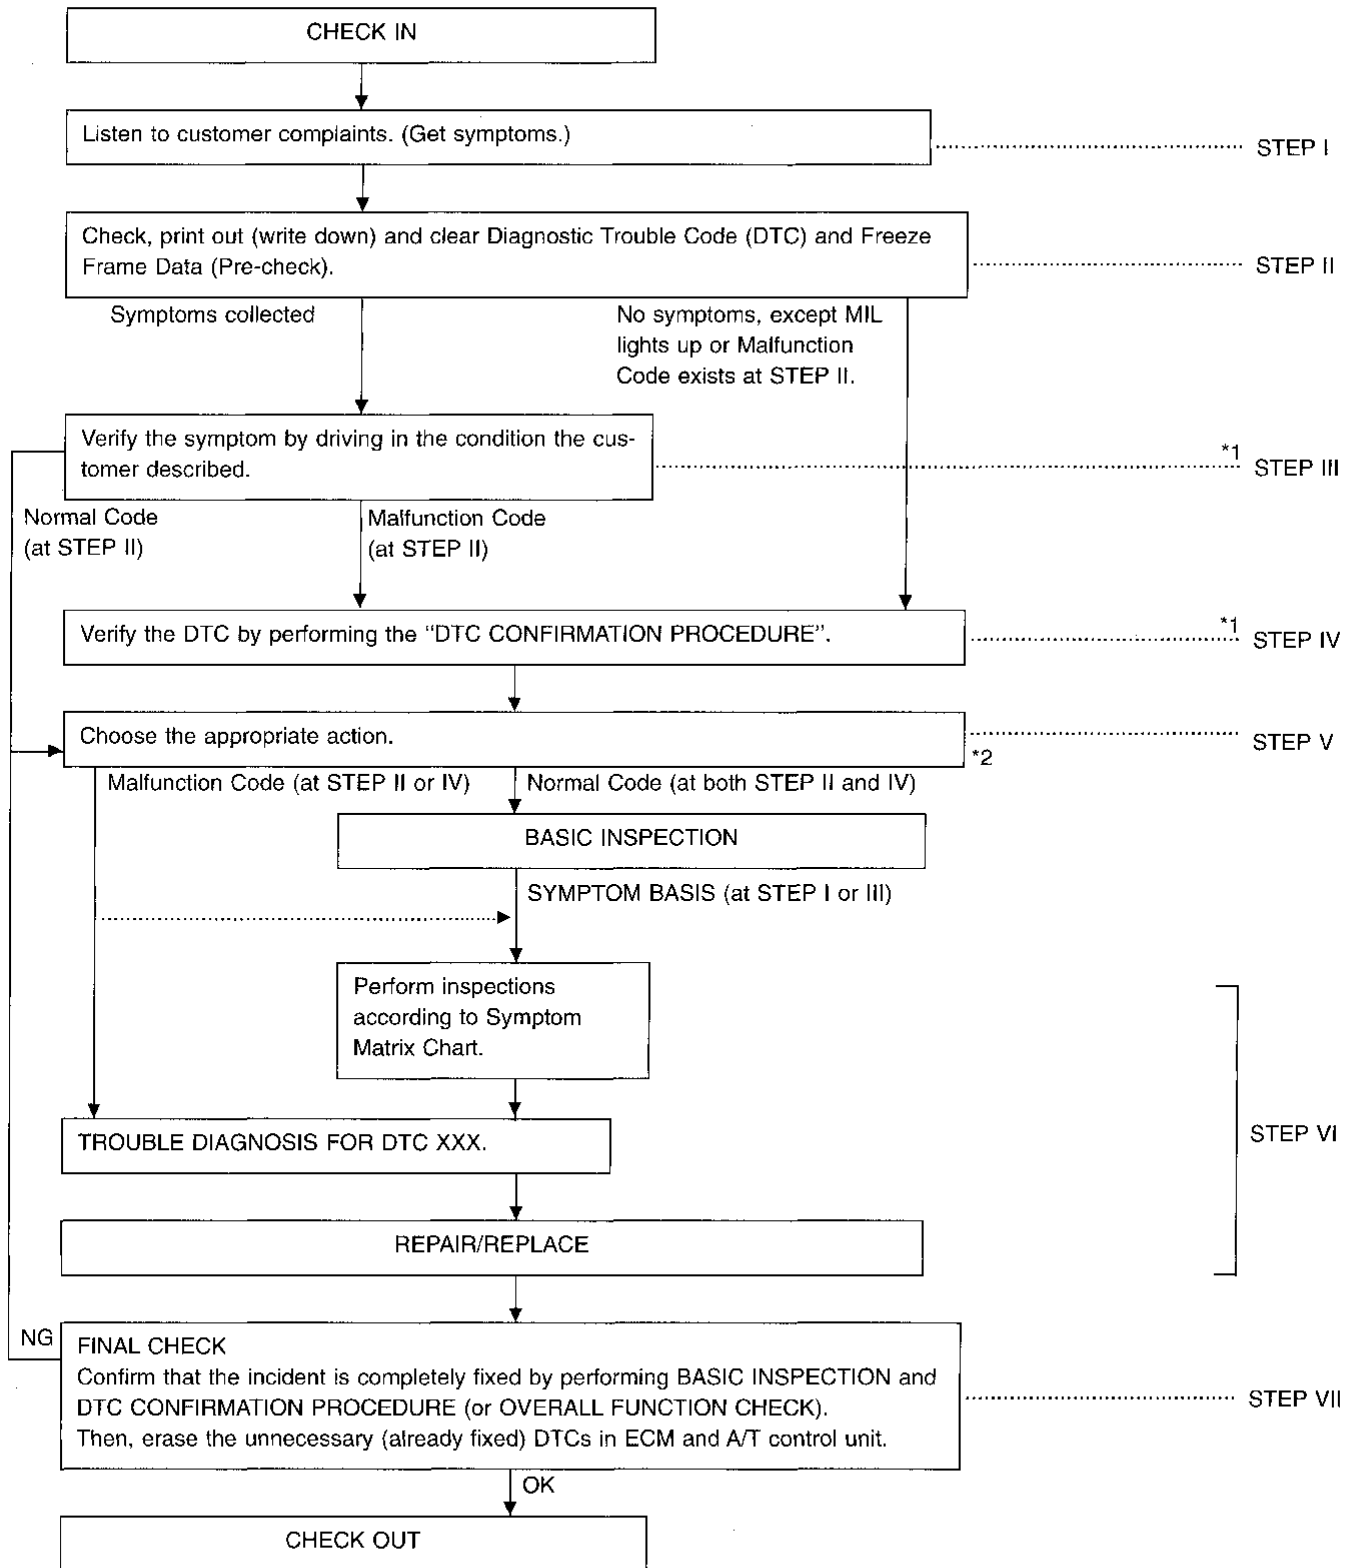 CHECK IN
Listen to customer complaints. (Get symptoms.)
STEP I
Check, print out (write down) and clear Diagnostic Trouble Code (DTC) and Freeze
Frame Data (Pre-check).
STEP II
Symptoms collected
No symptoms, except MIL
lights up or Malfunction
Code exists at STEP II.
Verify the symptom by driving in the condition the cus-
tomer described.
*1
STEP III
Normal Code
(at STEP II)
Malfunction Code
(at STEP II)
Verify the DTC by performing the “DTC CONFIRMATION PROCEDURE”.
*1
STEP IV
Choose the appropriate action.
*2
STEP V
Malfunction Code (at STEP II or IV)
Normal Code (at both STEP II and IV)
BASIC INSPECTION
SYMPTOM BASIS (at STEP I or III)
Perform inspections
according to Symptom
Matrix Chart.
TROUBLE DIAGNOSIS FOR DTC XXX.
STEP VI
REPAIR/REPLACE
NG
FINAL CHECK
Confirm that the incident is completely fixed by performing BASIC INSPECTION and
DTC CONFIRMATION PROCEDURE (or OVERALL FUNCTION CHECK).
Then, erase the unnecessary (already fixed) DTCs in ECM and A/T control unit.
STEP VII
OK
CHECK OUT